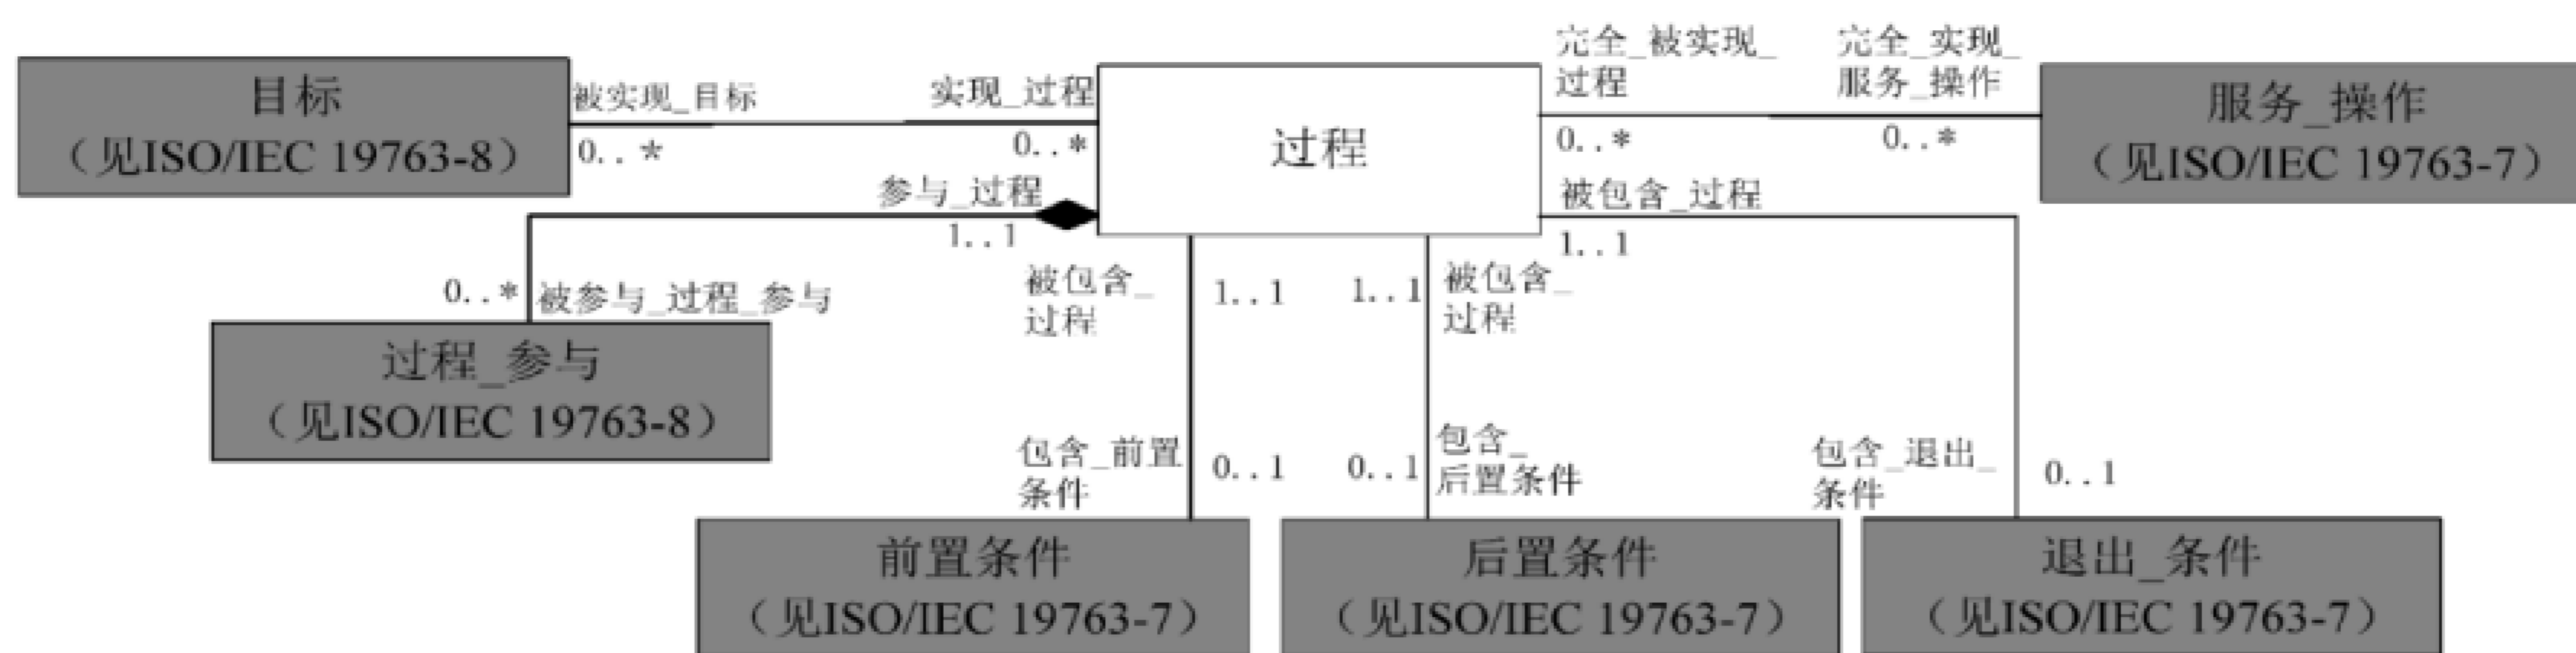 完全_被实现_
过程
完全_实现_
服务_操作
目标
（见ISO/IEC 19763-8）
被实现_目标
0..*
实现_过程
0..*
过程
0..*
0..*
服务_操作
（见ISO/IEC 19763-7）
参与_过程
1..1
被包含_过程
1..1
0..*
被参与_过程_参与
被包含_
过程
1..1
1..1
被包含_
过程
过程_参与
（见ISO/IEC 19763-8）
包含_前置
条件
0..1
0..1
包含_
后置条件
包含_退出_
条件
0..1
前置条件
（见ISO/IEC 19763-7）
后置条件
（见ISO/IEC 19763-7）
退出_条件
（见ISO/IEC 19763-7）